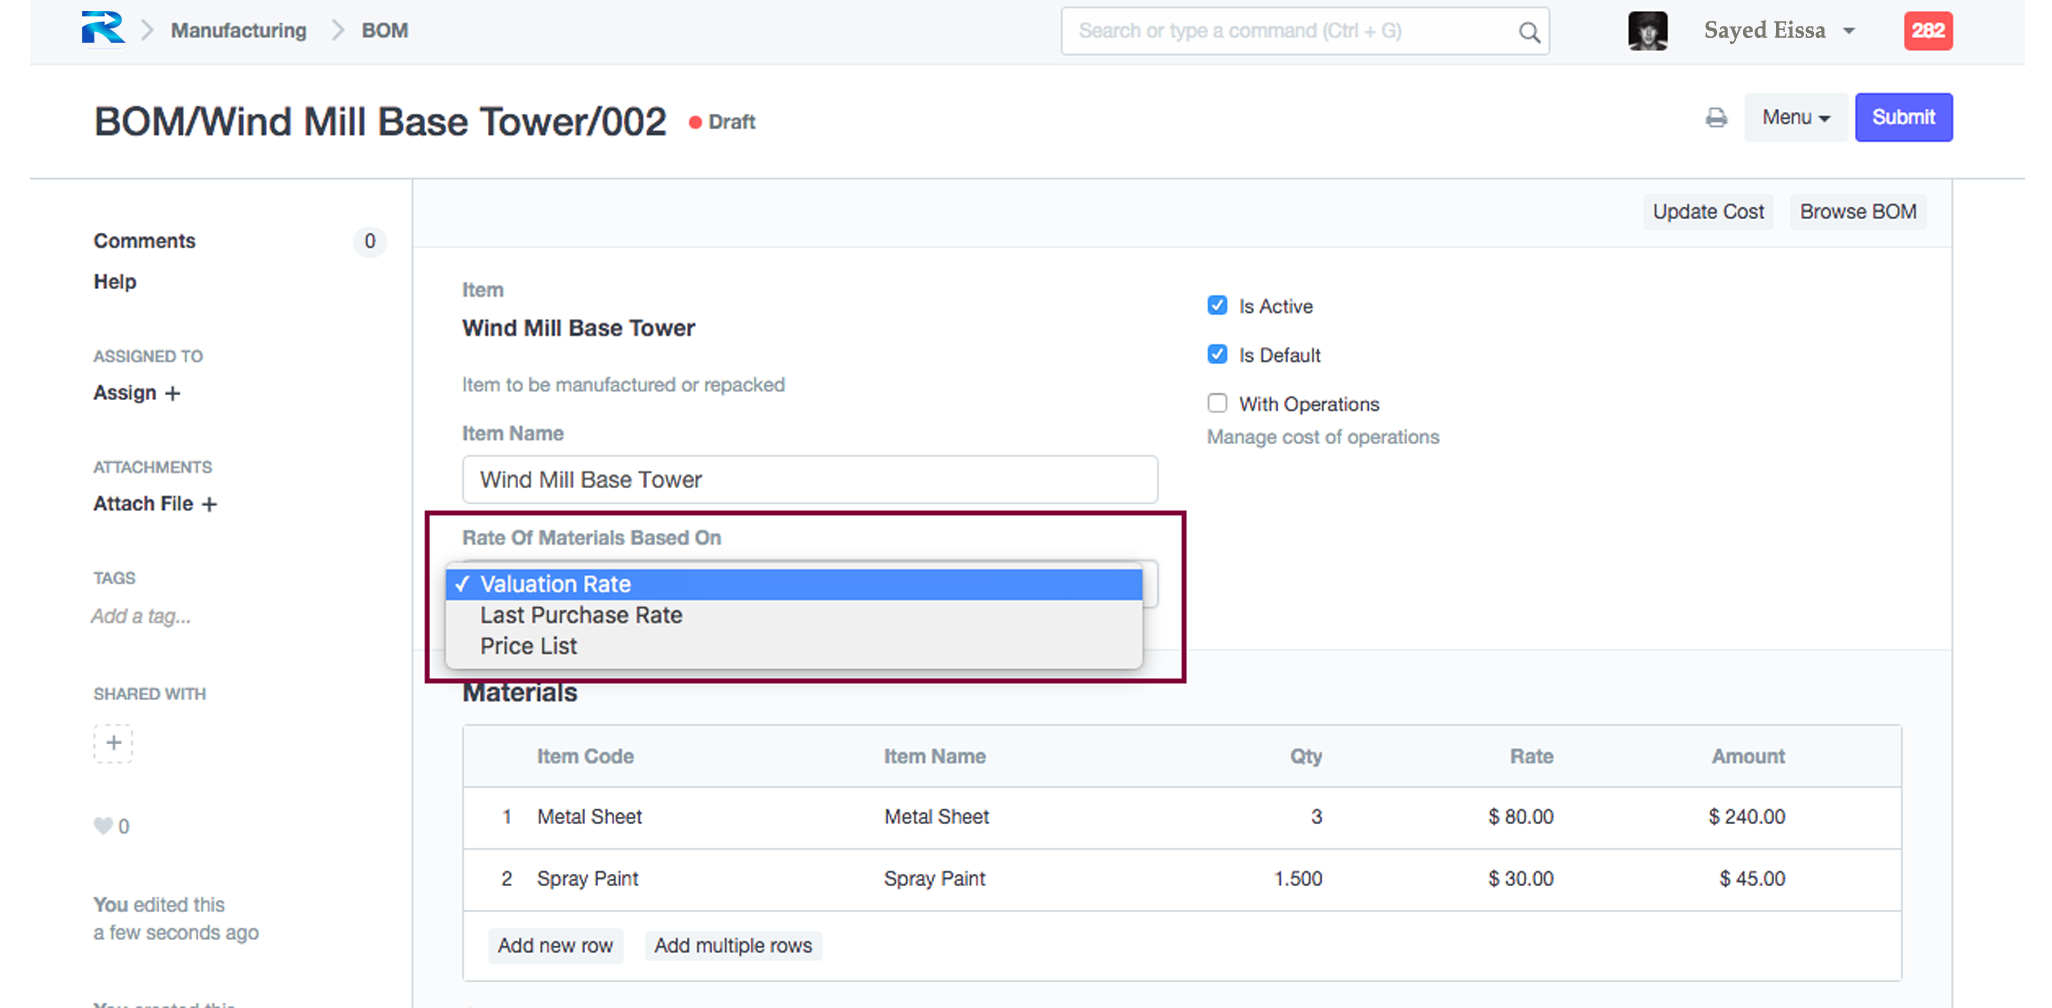 Manufacturing BOM Search or type a command (Ctrl + G) Sayed Eissa 282
BOM/Wind Mill Base Tower/002 Draft Menu Submit
Update Cost Browse BOM
Comments 0
Help
ASSIGNED TO
Assign +
ATTACHMENTS
Attach File +
TAGS
Add a tag...
SHARED WITH
+
0
You edited this
a few seconds ago
You created this
Item
Wind Mill Base Tower
Item to be manufactured or repacked
Item Name
Wind Mill Base Tower
Is Active
Is Default
With Operations
Manage cost of operations
Rate Of Materials Based On
✓ Valuation Rate
Last Purchase Rate
Price List
Materials
Item Code Item Name Qty Rate Amount
1 Metal Sheet Metal Sheet 3 $ 80.00 $ 240.00
2 Spray Paint Spray Paint 1.500 $ 30.00 $ 45.00
Add new row Add multiple rows